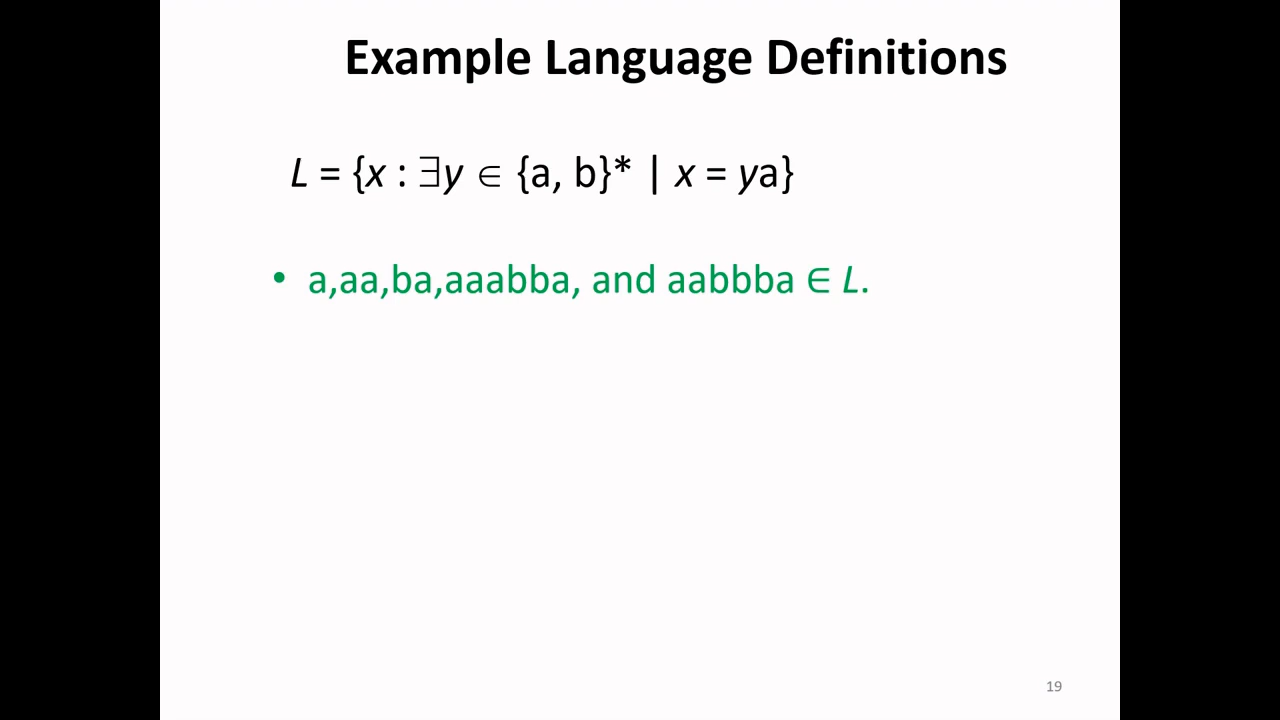 Example Language Definitions
L = {x : ∃y ∈ {a, b}* | x = ya}
• a,aa,ba,aaabba, and aabbba ∈ L.
19